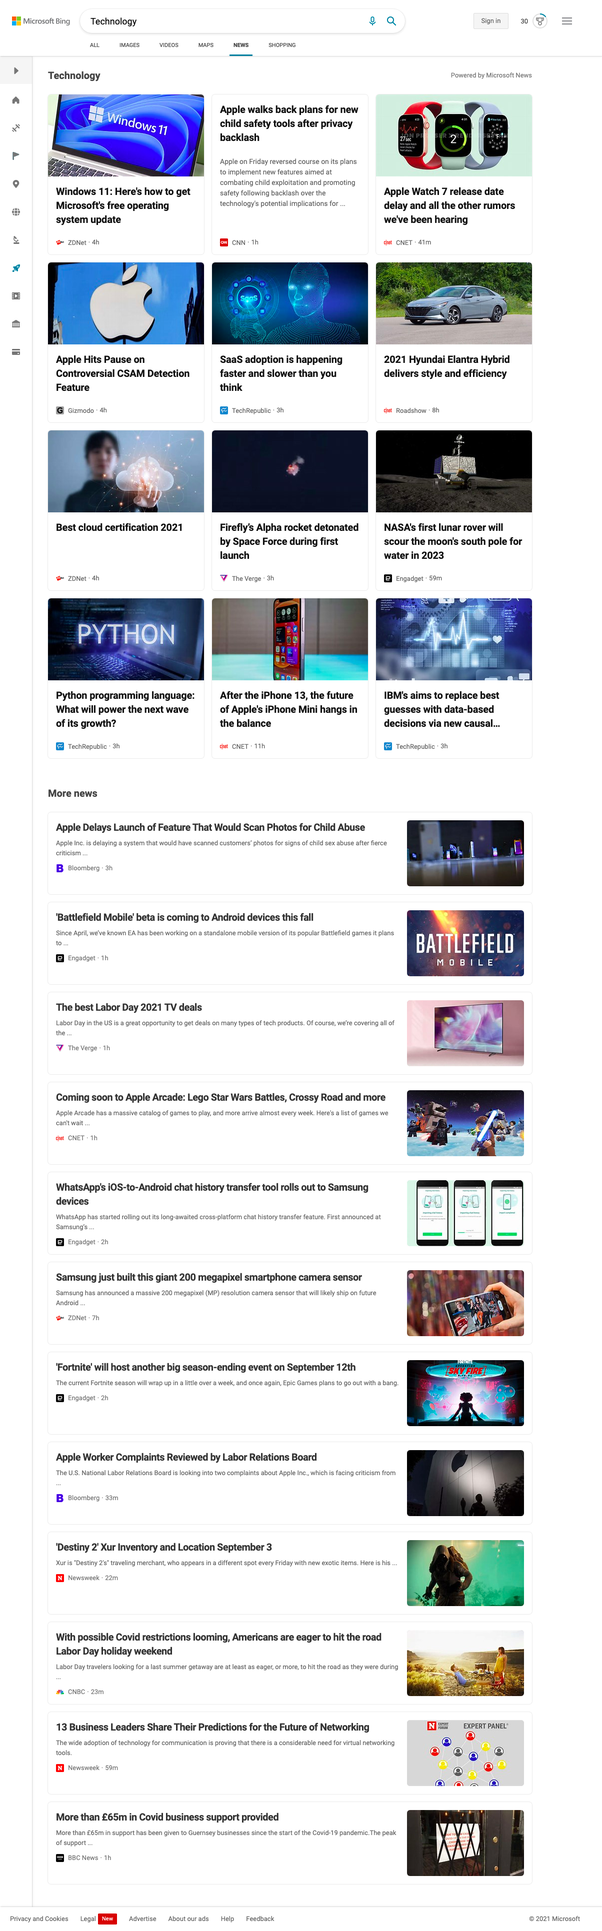 Microsoft Bing
Technology
Sign in
30
ALL
IMAGES
VIDEOS
MAPS
NEWS
SHOPPING
Technology
Powered by Microsoft News
Windows 11
Windows 11: Here's how to get
Microsoft's free operating
system update
ZDNet · 4h
Apple walks back plans for new
child safety tools after privacy
backlash
Apple on Friday reversed course on its plans
to implement new features aimed at
combating child exploitation and promoting
safety following backlash over the
technology's potential implications for ...
CNN · 1h
Apple Watch 7 release date
delay and all the other rumors
we've been hearing
CNET · 41m
Apple Hits Pause on
Controversial CSAM Detection
Feature
Gizmodo · 4h
SaaS adoption is happening
faster and slower than you
think
TechRepublic · 3h
2021 Hyundai Elantra Hybrid
delivers style and efficiency
Roadshow · 8h
Best cloud certification 2021
ZDNet · 4h
Firefly's Alpha rocket detonated
by Space Force during first
launch
The Verge · 3h
NASA's first lunar rover will
scour the moon's south pole for
water in 2023
Engadget · 59m
PYTHON
Python programming language:
What will power the next wave
of its growth?
TechRepublic · 3h
After the iPhone 13, the future
of Apple's iPhone Mini hangs in
the balance
CNET · 11h
IBM's aims to replace best
guesses with data-based
decisions via new causal...
TechRepublic · 3h
More news
Apple Delays Launch of Feature That Would Scan Photos for Child Abuse
Apple Inc. is delaying a system that would have scanned customers' photos for signs of child sex abuse after fierce
criticism ...
Bloomberg · 3h
'Battlefield Mobile' beta is coming to Android devices this fall
Since April, we've known EA has been working on a standalone mobile version of its popular Battlefield games it plans
to ...
Engadget · 1h
BATTLEFIELD
MOBILE
The best Labor Day 2021 TV deals
Labor Day in the US is a great opportunity to get deals on many types of tech products. Of course, we're covering all of
the ...
The Verge · 1h
Coming soon to Apple Arcade: Lego Star Wars Battles, Crossy Road and more
Apple Arcade has a massive catalog of games to play, and more arrive almost every week. Here's a list of games we
can't wait ...
CNET · 1h
WhatsApp's iOS-to-Android chat history transfer tool rolls out to Samsung
devices
WhatsApp has started rolling out its long-awaited cross-platform chat history transfer feature. First announced at
Samsung's ...
Engadget · 2h
Samsung just built this giant 200 megapixel smartphone camera sensor
Samsung has announced a massive 200 megapixel (MP) resolution camera sensor that will likely ship on future
Android ...
ZDNet · 7h
'Fortnite' will host another big season-ending event on September 12th
The current Fortnite season will wrap up in a little over a week, and once again, Epic Games plans to go out with a bang.
Engadget · 2h
FORTNITE
SKY FIRE
Apple Worker Complaints Reviewed by Labor Relations Board
The U.S. National Labor Relations Board is looking into two complaints about Apple Inc., which is facing criticism from
...
Bloomberg · 33m
'Destiny 2' Xur Inventory and Location September 3
Xur is "Destiny 2's" traveling merchant, who appears in a different spot every Friday with new exotic items. Here is his ...
Newsweek · 22m
With possible Covid restrictions looming, Americans are eager to hit the road
Labor Day holiday weekend
Labor Day travelers looking for a last summer getaway are at least as eager, or more, to hit the road as they were during
...
CNBC · 23m
13 Business Leaders Share Their Predictions for the Future of Networking
The wide adoption of technology for communication is proving that there is a considerable need for virtual networking
tools.
Newsweek · 59m
EXPERT PANEL
More than £65m in Covid business support provided
More than £65m in support has been given to Guernsey businesses since the start of the Covid-19 pandemic.The peak
of support ...
BBC News · 1h
Privacy and Cookies
Legal
New
Advertise
About our ads
Help
Feedback
© 2021 Microsoft